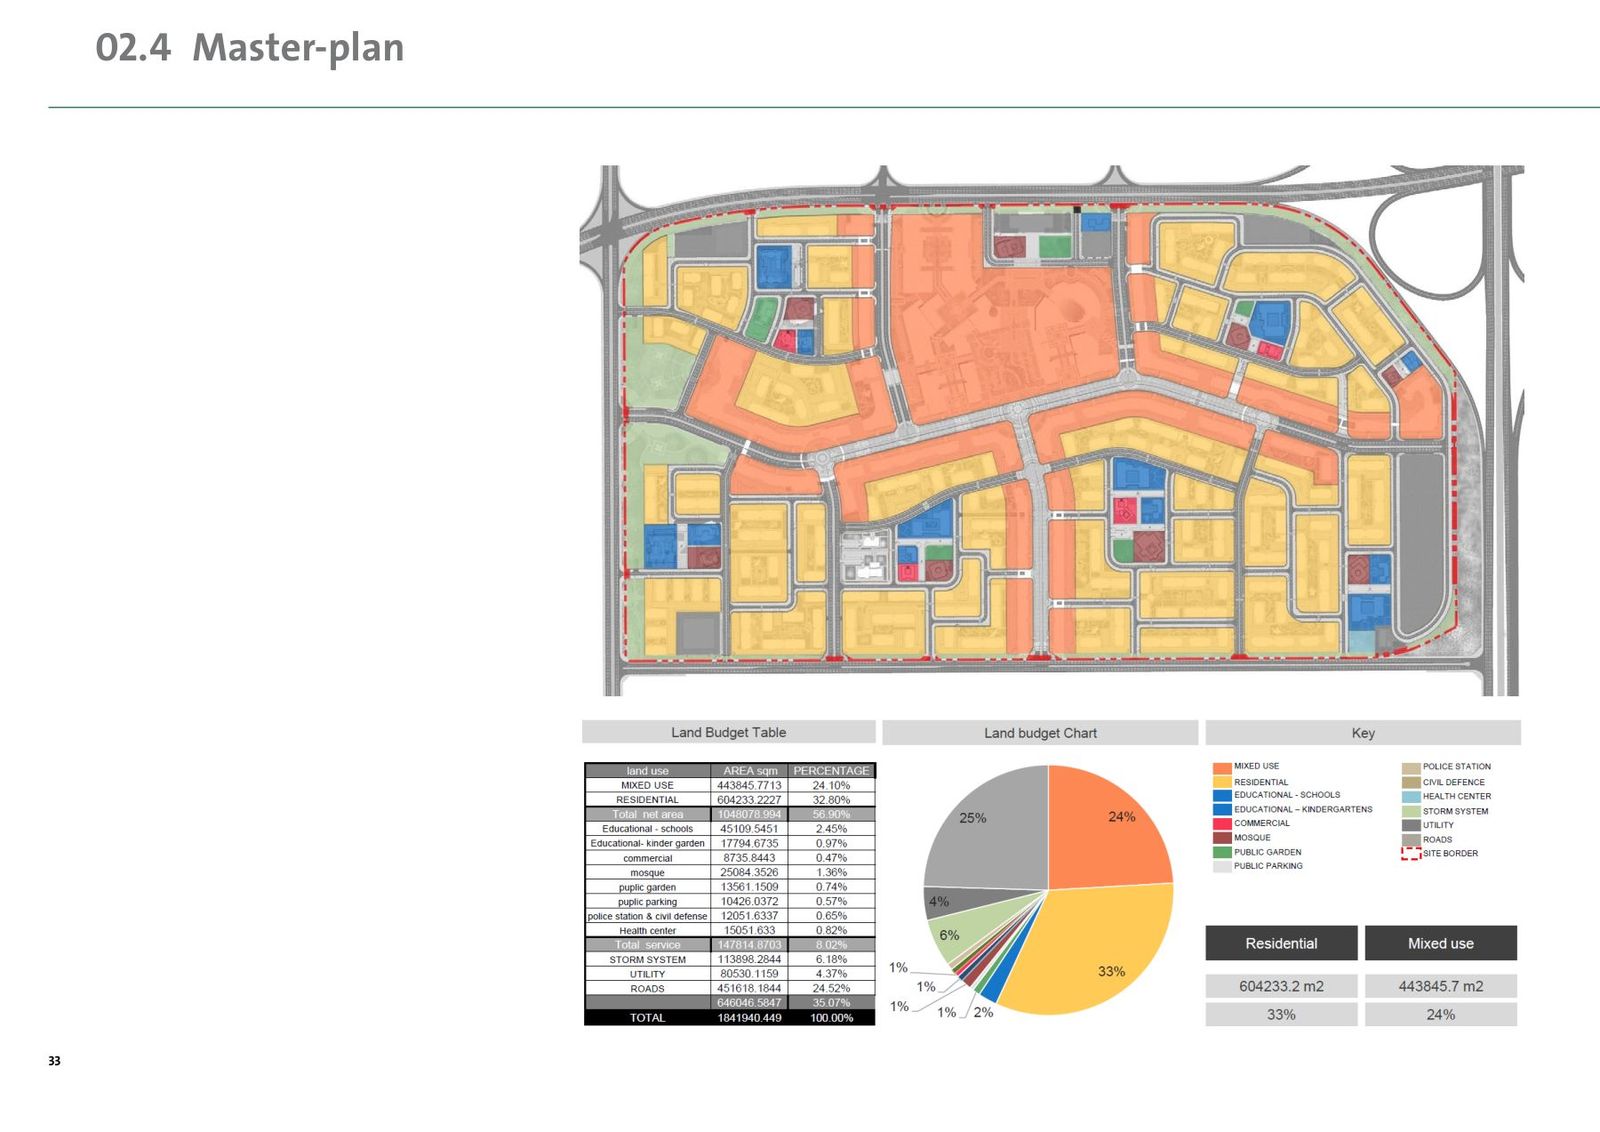 02.4 Master-plan
Land Budget Table
land use AREA sqm PERCENTAGE
MIXED USE 443845.7713 24.10%
RESIDENTIAL 604233.2227 32.80%
Total net area 1048078.994 56.90%
Educational - schools 45109.5451 2.45%
Educational- kinder garden 17794.6735 0.97%
commercial 8735.8443 0.47%
mosque 25084.3526 1.36%
puplic garden 13561.1509 0.74%
puplic parking 10426.0372 0.57%
police station & civil defense 12051.6337 0.65%
Health center 15051.633 0.82%
Total service 147814.8703 8.02%
STORM SYSTEM 113898.2844 6.18%
UTILITY 80530.1159 4.37%
ROADS 451618.1844 24.52%
646046.5847 35.07%
TOTAL 1841940.449 100.00%
Land budget Chart
25%
24%
4%
6%
33%
1%
1%
1%
1%
2%
Key
MIXED USE
RESIDENTIAL
EDUCATIONAL - SCHOOLS
EDUCATIONAL – KINDERGARTENS
COMMERCIAL
MOSQUE
PUBLIC GARDEN
PUBLIC PARKING
POLICE STATION
CIVIL DEFENCE
HEALTH CENTER
STORM SYSTEM
UTILITY
ROADS
SITE BORDER
Residential Mixed use
604233.2 m2 443845.7 m2
33% 24%
33